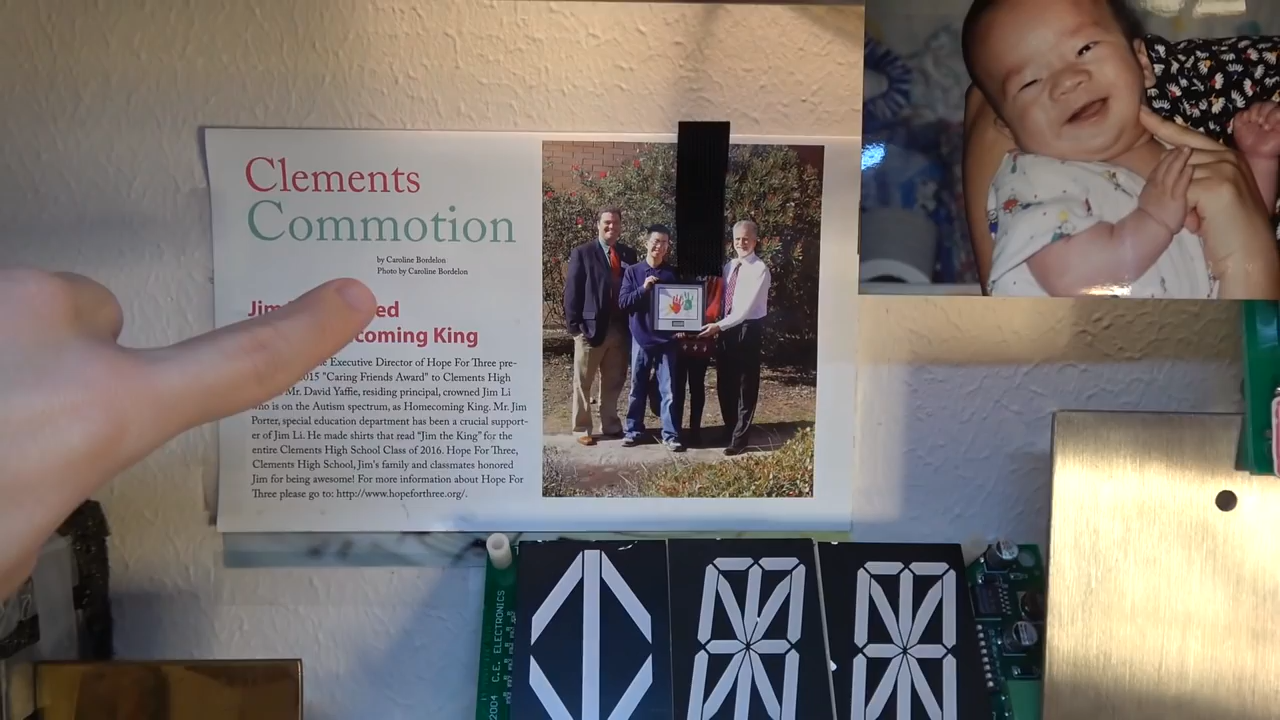 Clements
Commotion
by Caroline Bordelon
Photo by Caroline Bordelon
Jim ed
coming King
Executive Director of Hope For Three pre-
"Caring Friends Award" to Clements High
Mr. David Yaffie, residing principal, crowned Jim Li
who is on the Autism spectrum, as Homecoming King. Mr. Jim
Porter, special education department has been a crucial support-
er of Jim Li. He made shirts that read "Jim the King" for the
entire Clements High School Class of 2016. Hope For Three,
Clements High School, Jim's family and classmates honored
Jim for being awesome! For more information about Hope For
Three please go to: http://www.hopeforthree.org/.
2004 C.E. ELECTRONICS